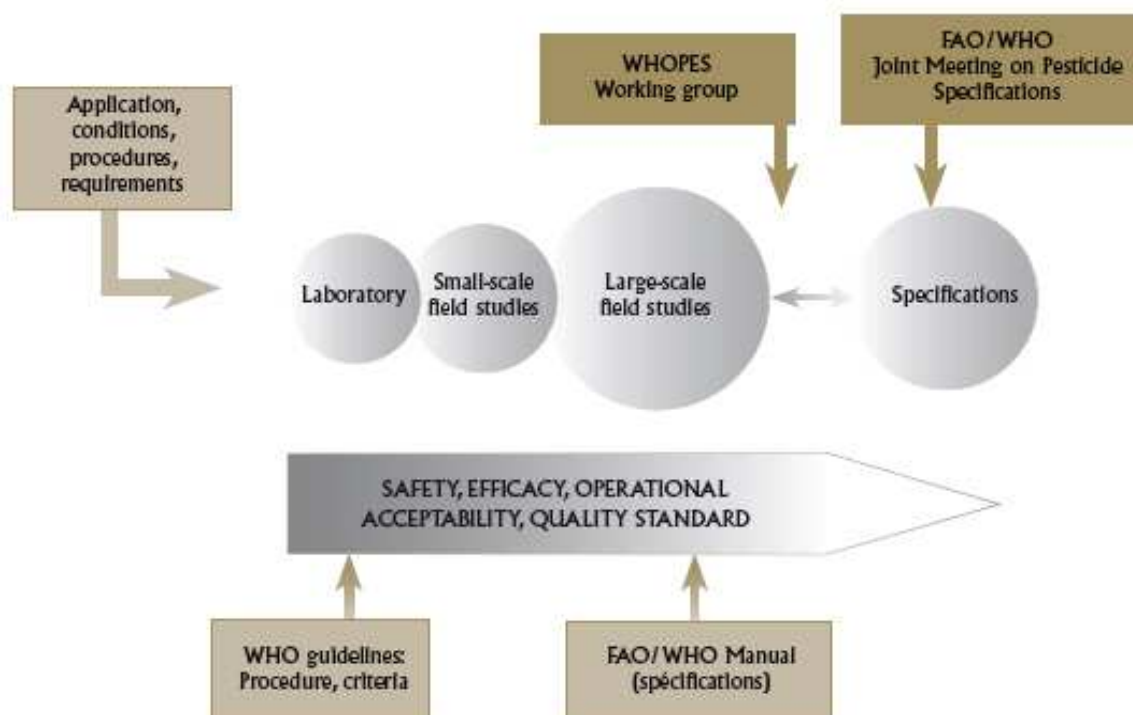 WHOPES
Working group
FAO/WHO
Joint Meeting on Pesticide
Specifications
Application,
conditions,
procedures,
requirements
Laboratory
Small-scale
field studies
Large-scale
field studies
Specifications
SAFETY, EFFICACY, OPERATIONAL
ACCEPTABILITY, QUALITY STANDARD
WHO guidelines:
Procedure, criteria
FAO/WHO Manual
(spécifications)